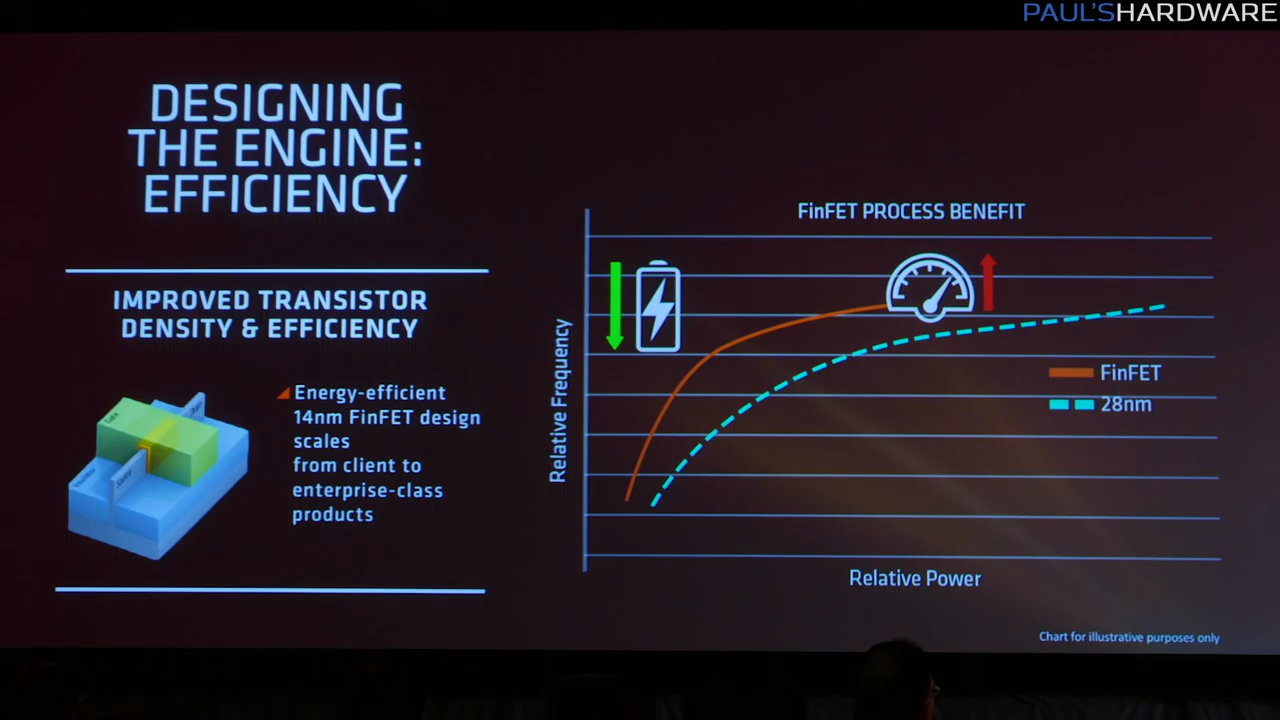 PAUL'SHARDWARE
DESIGNING
THE ENGINE:
EFFICIENCY
IMPROVED TRANSISTOR
DENSITY & EFFICIENCY
Energy-efficient
14nm FinFET design
scales
from client to
enterprise-class
products
FinFET PROCESS BENEFIT
Relative Frequency
FinFET
28nm
Relative Power
Chart for illustrative purposes only